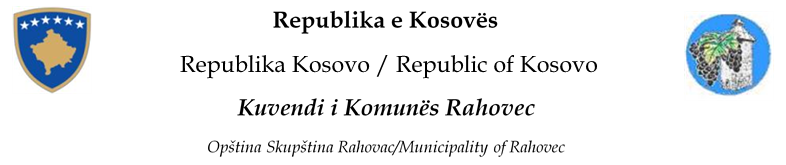 Republika e Kosovës
Republika Kosovo / Republic of Kosovo
Kuvendi i Komunës Rahovec
Opština Skupština Rahovac/Municipality of Rahovec